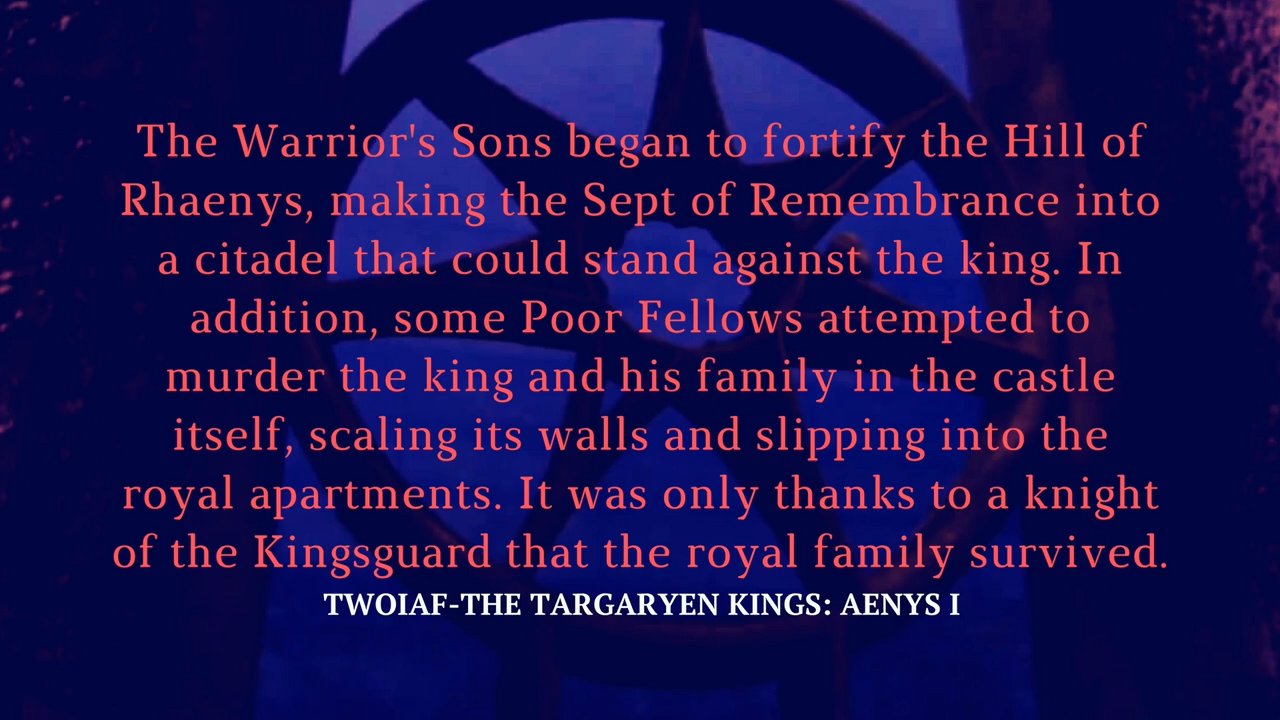 The Warrior's Sons began to fortify the Hill of
Rhaenys, making the Sept of Remembrance into
a citadel that could stand against the king. In
addition, some Poor Fellows attempted to
murder the king and his family in the castle
itself, scaling its walls and slipping into the
royal apartments. It was only thanks to a knight
of the Kingsguard that the royal family survived.
TWOIAF-THE TARGARYEN KINGS: AENYS I